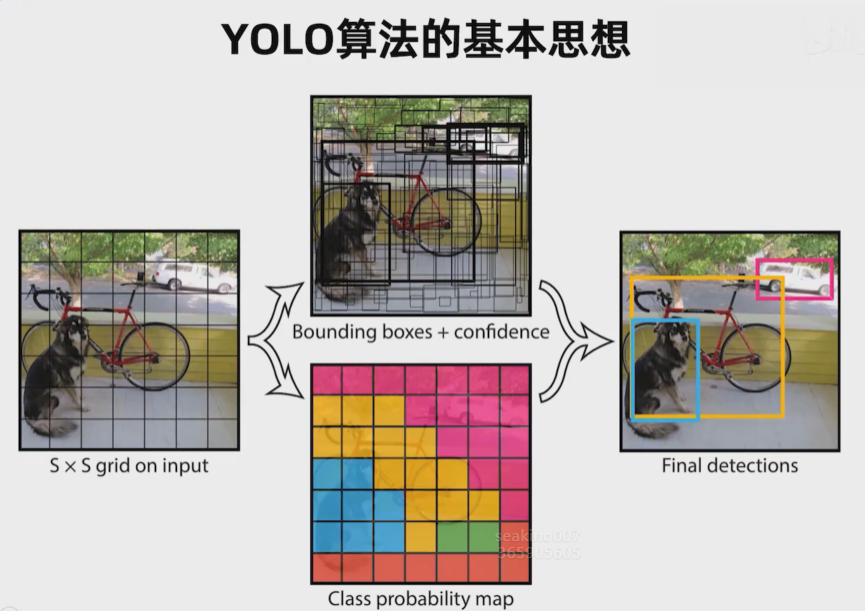 YOLO算法的基本思想
Bounding boxes + confidence
S × S grid on input
Final detections
Class probability map